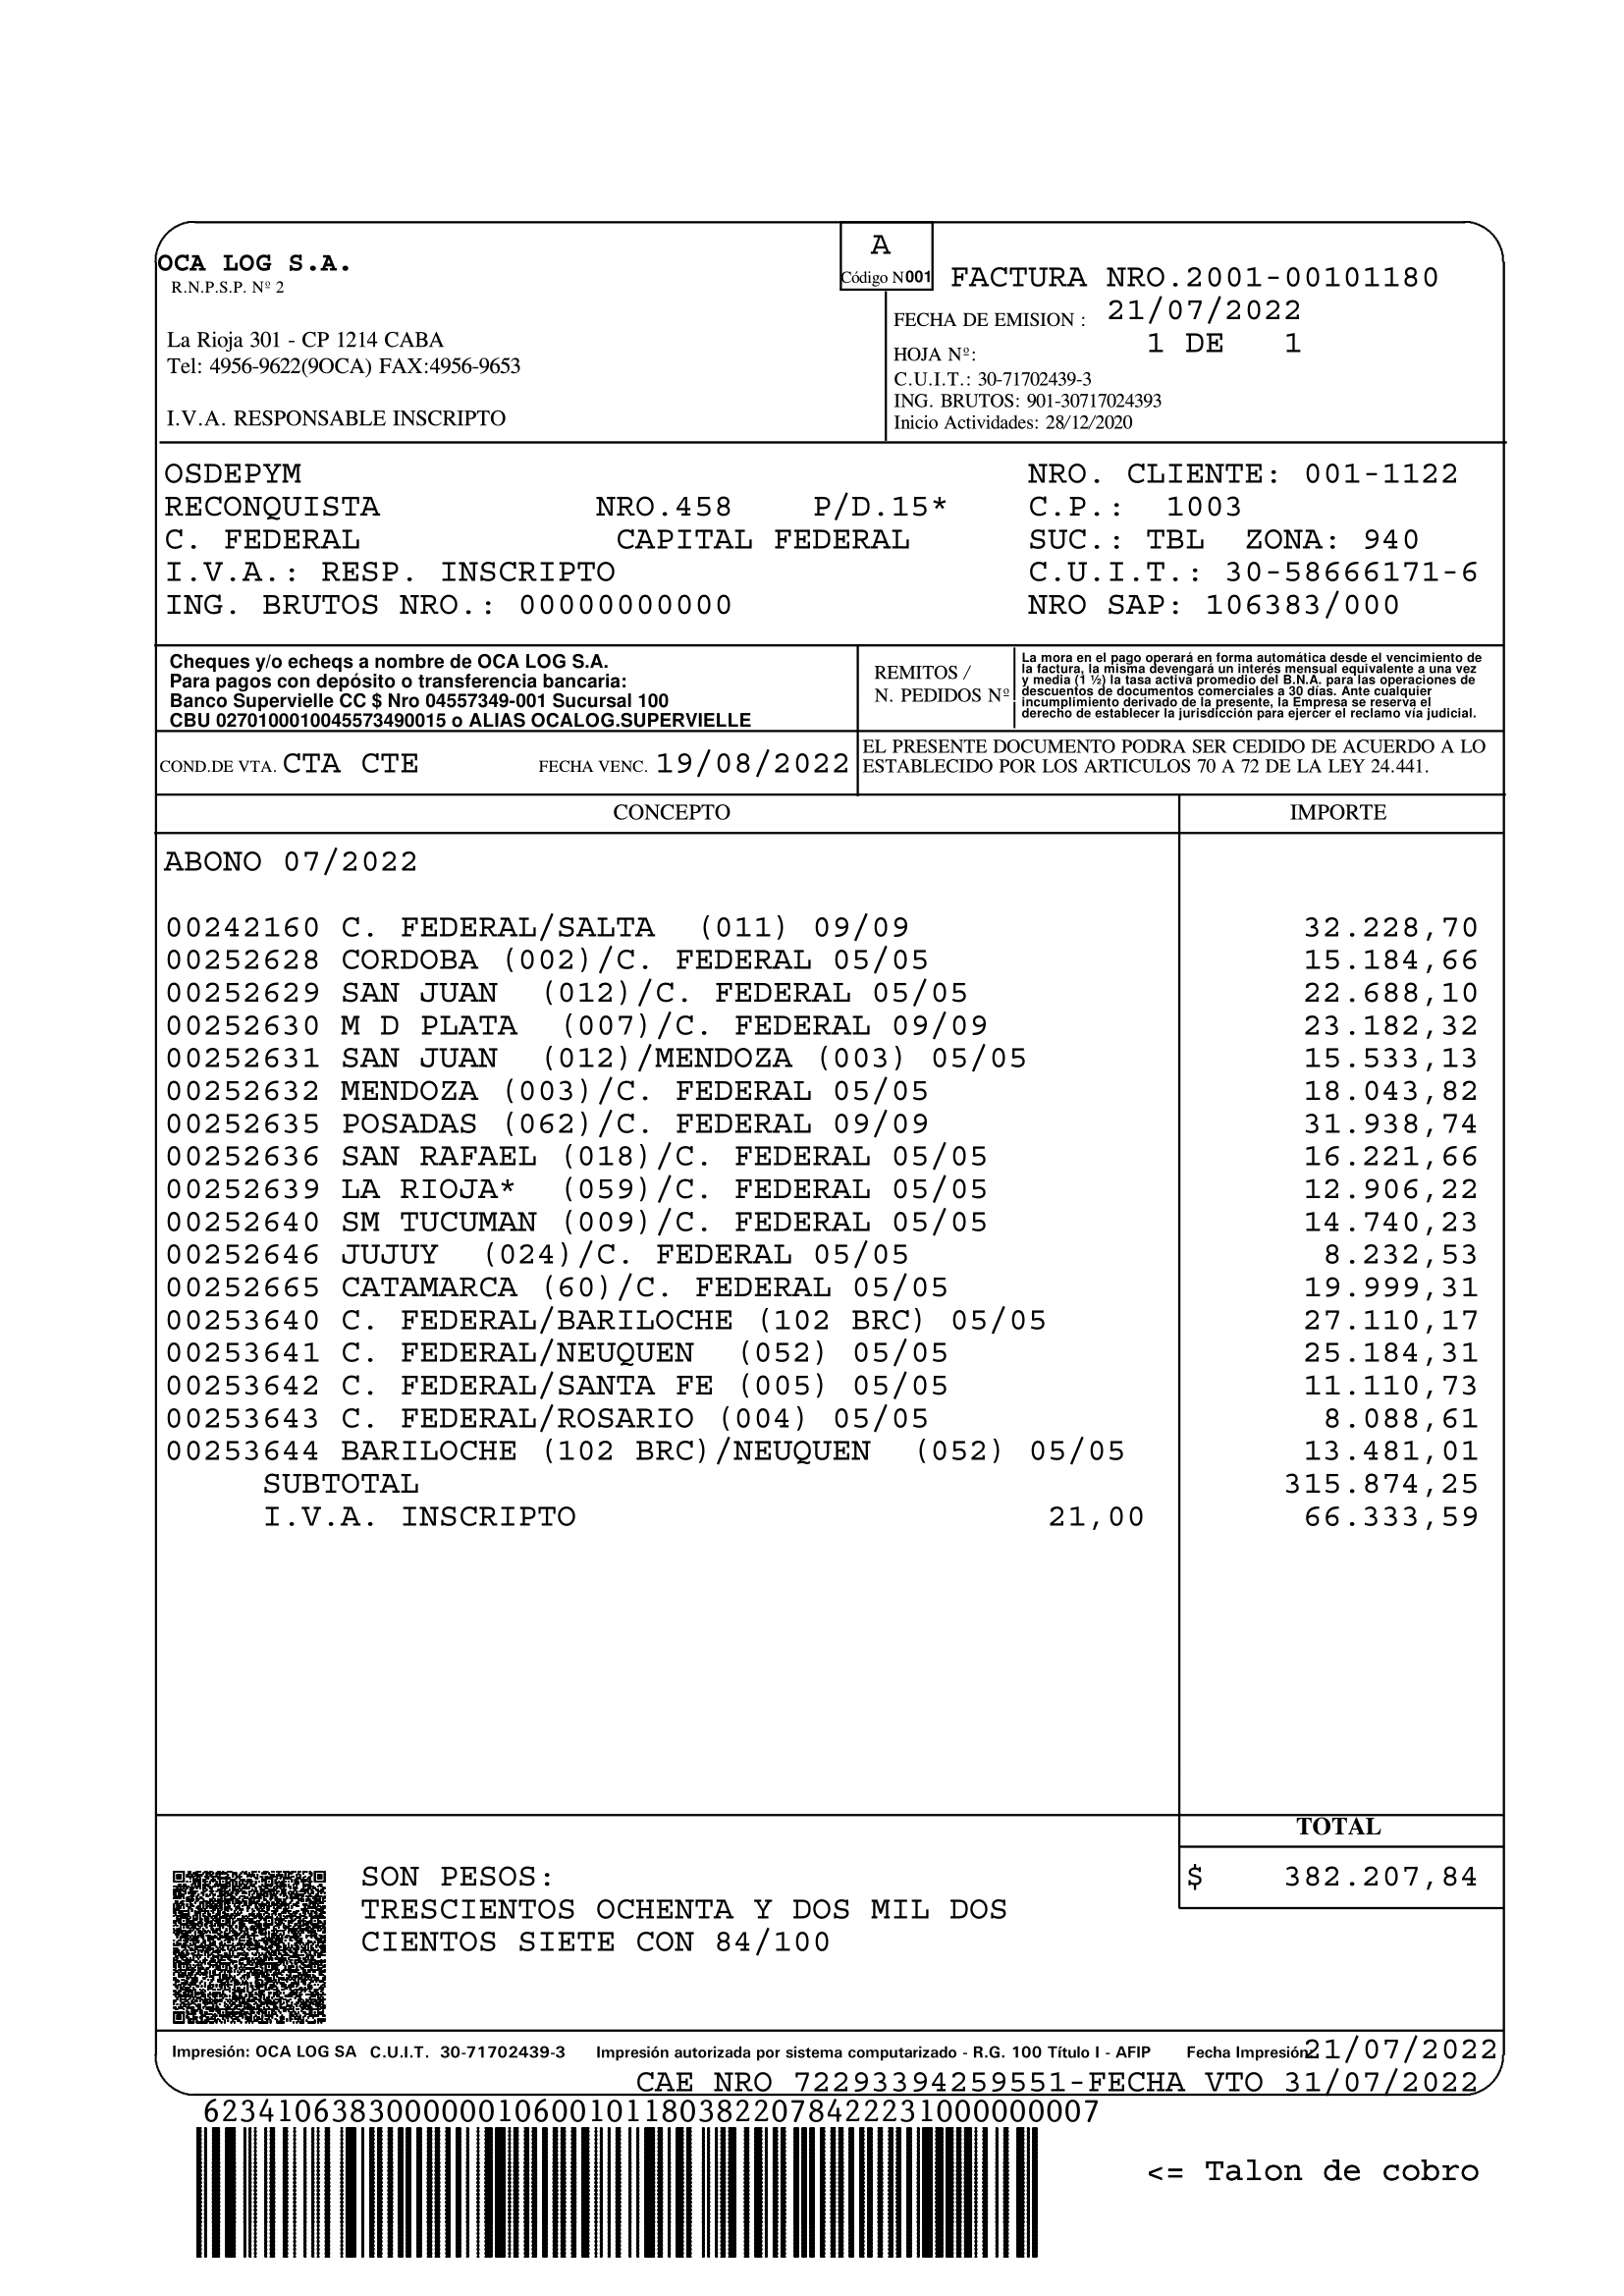 OCA LOG S.A.
R.N.P.S.P. Nº 2
La Rioja 301 - CP 1214 CABA
Tel: 4956-9622(9OCA) FAX:4956-9653
I.V.A. RESPONSABLE INSCRIPTO
A
Código N001
FACTURA NRO.2001-00101180
FECHA DE EMISION : 21/07/2022
HOJA Nº: 1 DE 1
C.U.I.T.: 30-71702439-3
ING. BRUTOS: 901-30717024393
Inicio Actividades: 28/12/2020
OSDEPYM NRO. CLIENTE: 001-1122
RECONQUISTA NRO.458 P/D.15* C.P.: 1003
C. FEDERAL CAPITAL FEDERAL SUC.: TBL ZONA: 940
I.V.A.: RESP. INSCRIPTO C.U.I.T.: 30-58666171-6
ING. BRUTOS NRO.: 00000000000 NRO SAP: 106383/000
Cheques y/o echeqs a nombre de OCA LOG S.A.
Para pagos con depósito o transferencia bancaria:
Banco Supervielle CC $ Nro 04557349-001 Sucursal 100
CBU 0270100010045573490015 o ALIAS OCALOG.SUPERVIELLE
REMITOS /
N. PEDIDOS Nº
La mora en el pago operará en forma automática desde el vencimiento de
la factura, la misma devengará un interés mensual equivalente a una vez
y media (1 ½) la tasa activa promedio del B.N.A. para las operaciones de
descuentos de documentos comerciales a 30 días. Ante cualquier
incumplimiento derivado de la presente, la Empresa se reserva el
derecho de establecer la jurisdicción para ejercer el reclamo vía judicial.
COND.DE VTA. CTA CTE FECHA VENC. 19/08/2022
EL PRESENTE DOCUMENTO PODRA SER CEDIDO DE ACUERDO A LO
ESTABLECIDO POR LOS ARTICULOS 70 A 72 DE LA LEY 24.441.
CONCEPTO IMPORTE
ABONO 07/2022
00242160 C. FEDERAL/SALTA (011) 09/09 32.228,70
00252628 CORDOBA (002)/C. FEDERAL 05/05 15.184,66
00252629 SAN JUAN (012)/C. FEDERAL 05/05 22.688,10
00252630 M D PLATA (007)/C. FEDERAL 09/09 23.182,32
00252631 SAN JUAN (012)/MENDOZA (003) 05/05 15.533,13
00252632 MENDOZA (003)/C. FEDERAL 05/05 18.043,82
00252635 POSADAS (062)/C. FEDERAL 09/09 31.938,74
00252636 SAN RAFAEL (018)/C. FEDERAL 05/05 16.221,66
00252639 LA RIOJA* (059)/C. FEDERAL 05/05 12.906,22
00252640 SM TUCUMAN (009)/C. FEDERAL 05/05 14.740,23
00252646 JUJUY (024)/C. FEDERAL 05/05 8.232,53
00252665 CATAMARCA (60)/C. FEDERAL 05/05 19.999,31
00253640 C. FEDERAL/BARILOCHE (102 BRC) 05/05 27.110,17
00253641 C. FEDERAL/NEUQUEN (052) 05/05 25.184,31
00253642 C. FEDERAL/SANTA FE (005) 05/05 11.110,73
00253643 C. FEDERAL/ROSARIO (004) 05/05 8.088,61
00253644 BARILOCHE (102 BRC)/NEUQUEN (052) 05/05 13.481,01
SUBTOTAL 315.874,25
I.V.A. INSCRIPTO 21,00 66.333,59
TOTAL
$ 382.207,84
SON PESOS:
TRESCIENTOS OCHENTA Y DOS MIL DOS
CIENTOS SIETE CON 84/100
Impresión: OCA LOG SA C.U.I.T. 30-71702439-3 Impresión autorizada por sistema computarizado - R.G. 100 Título I - AFIP Fecha Impresión 21/07/2022
CAE NRO 72293394259551-FECHA VTO 31/07/2022
623410638300000010600101180382207842223100000000​7
<= Talon de cobro